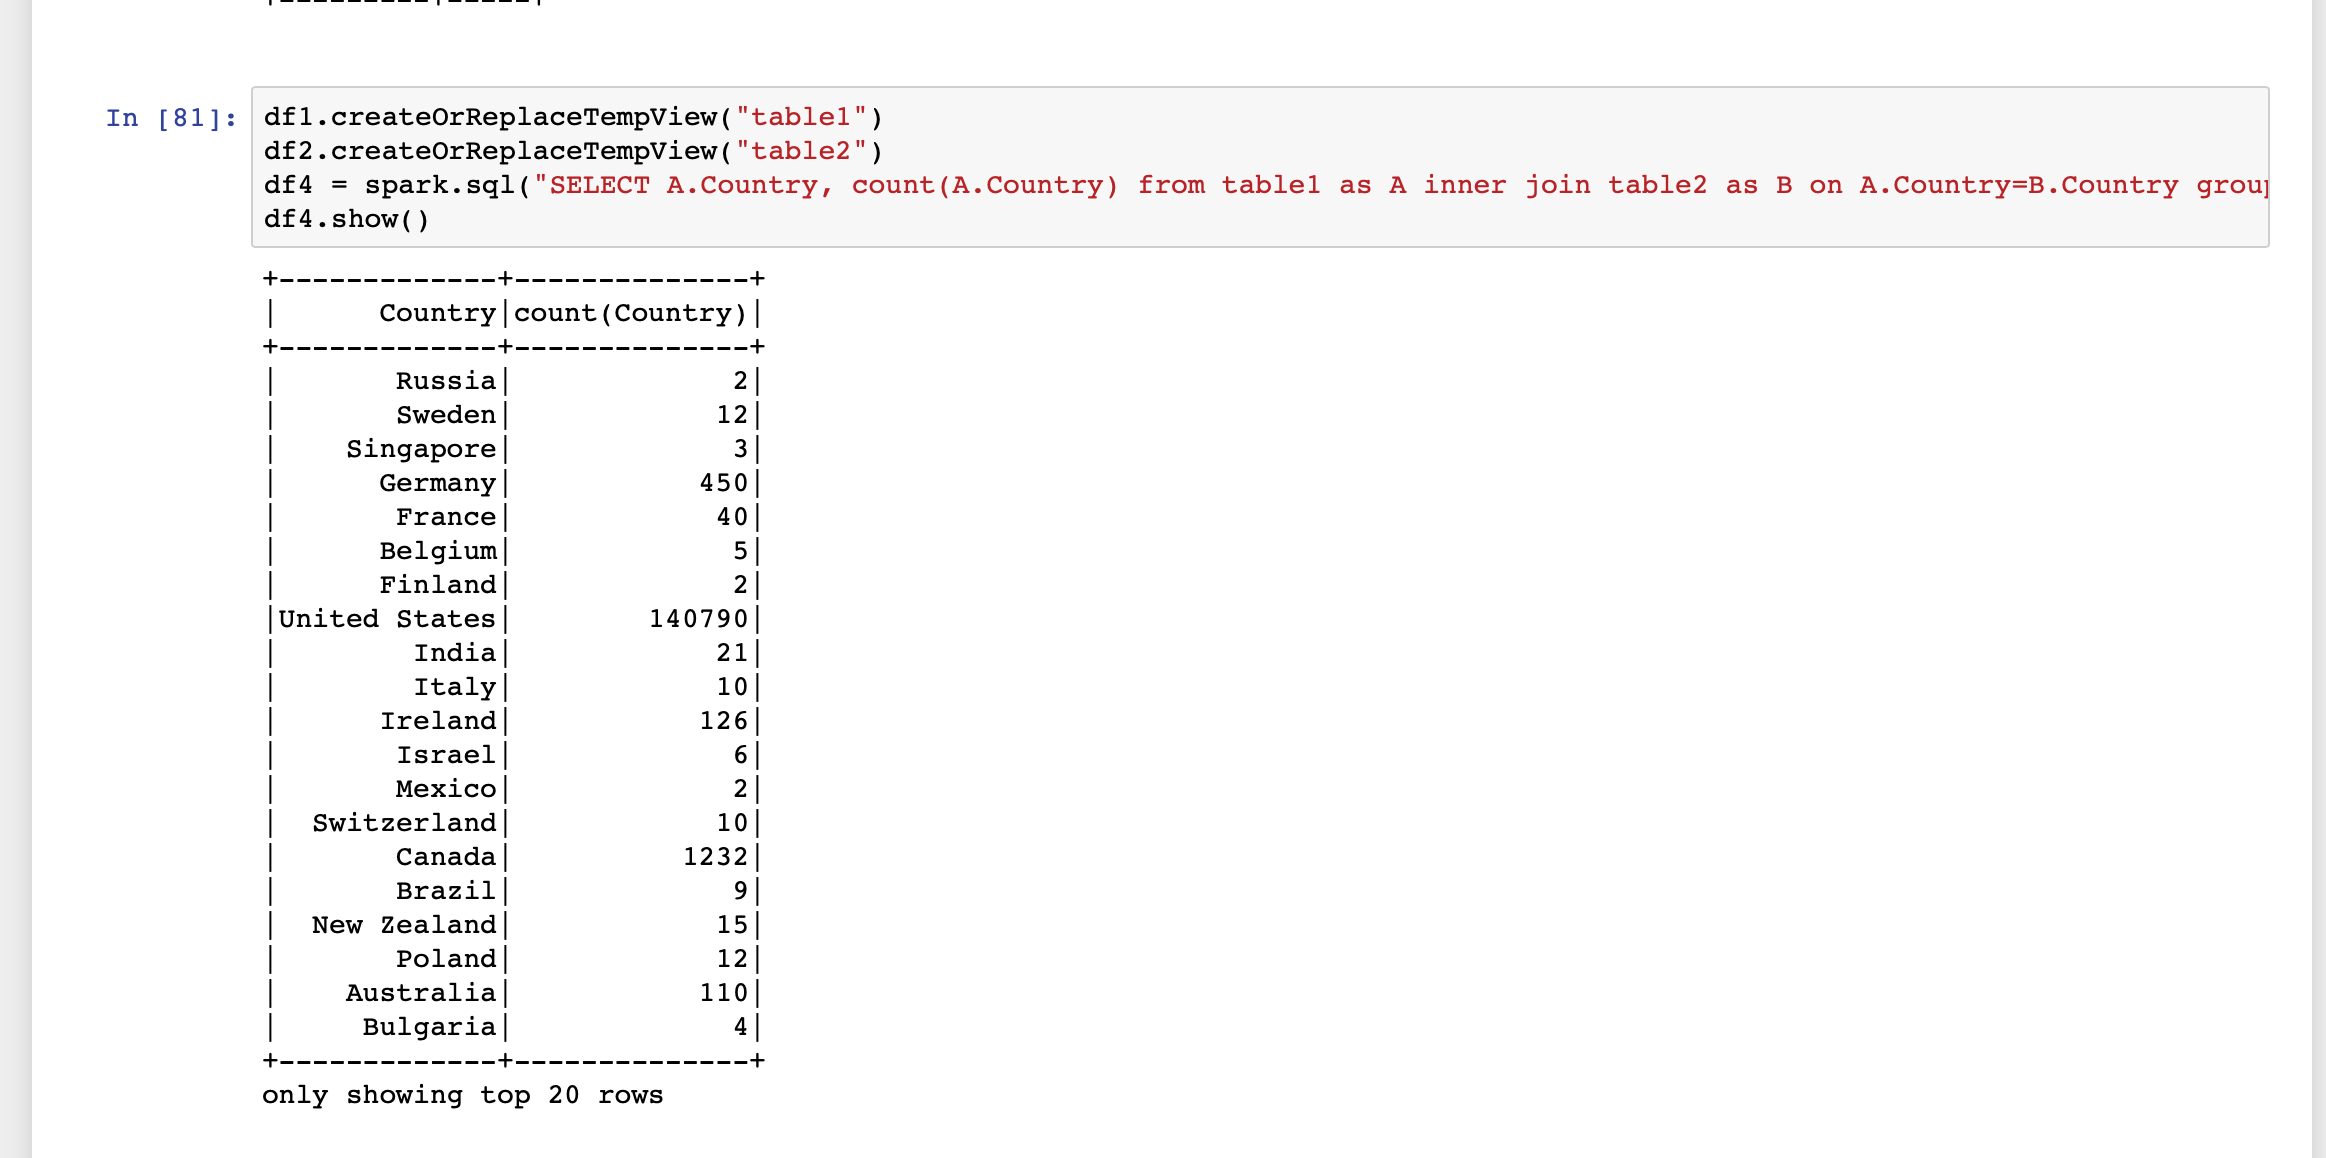 In [81]:
df1.createOrReplaceTempView("table1")
df2.createOrReplaceTempView("table2")
df4 = spark.sql("SELECT A.Country, count(A.Country) from table1 as A inner join table2 as B on A.Country=B.Country
df4.show()
+-------------+--------------+
|      Country|count(Country)|
+-------------+--------------+
|       Russia|             2|
|       Sweden|            12|
|    Singapore|             3|
|      Germany|           450|
|       France|            40|
|      Belgium|             5|
|      Finland|             2|
|United States|        140790|
|        India|            21|
|        Italy|            10|
|      Ireland|           126|
|       Israel|             6|
|       Mexico|             2|
|  Switzerland|            10|
|       Canada|          1232|
|       Brazil|             9|
|  New Zealand|            15|
|       Poland|            12|
|    Australia|           110|
|     Bulgaria|             4|
+-------------+--------------+
only showing top 20 rows